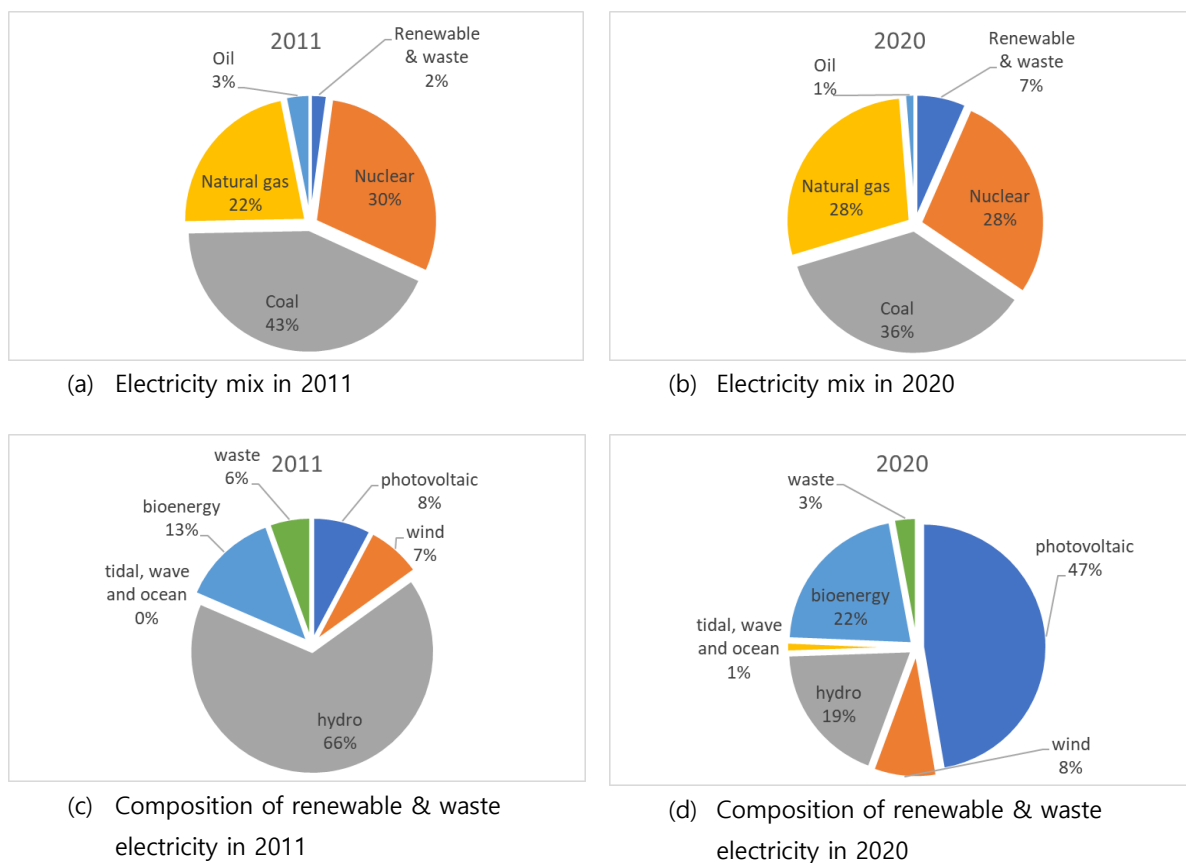 2011
Oil
3%
Renewable
& waste
2%
Natural gas
22%
Nuclear
30%
Coal
43%
(a) Electricity mix in 2011
2020
Oil
1%
Renewable
& waste
7%
Natural gas
28%
Nuclear
28%
Coal
36%
(b) Electricity mix in 2020
2011
waste
6%
photovoltaic
8%
bioenergy
13%
wind
7%
tidal, wave
and ocean
0%
hydro
66%
(c) Composition of renewable & waste
electricity in 2011
2020
waste
3%
photovoltaic
47%
bioenergy
22%
tidal, wave
and ocean
1%
hydro
19%
wind
8%
(d) Composition of renewable & waste
electricity in 2020